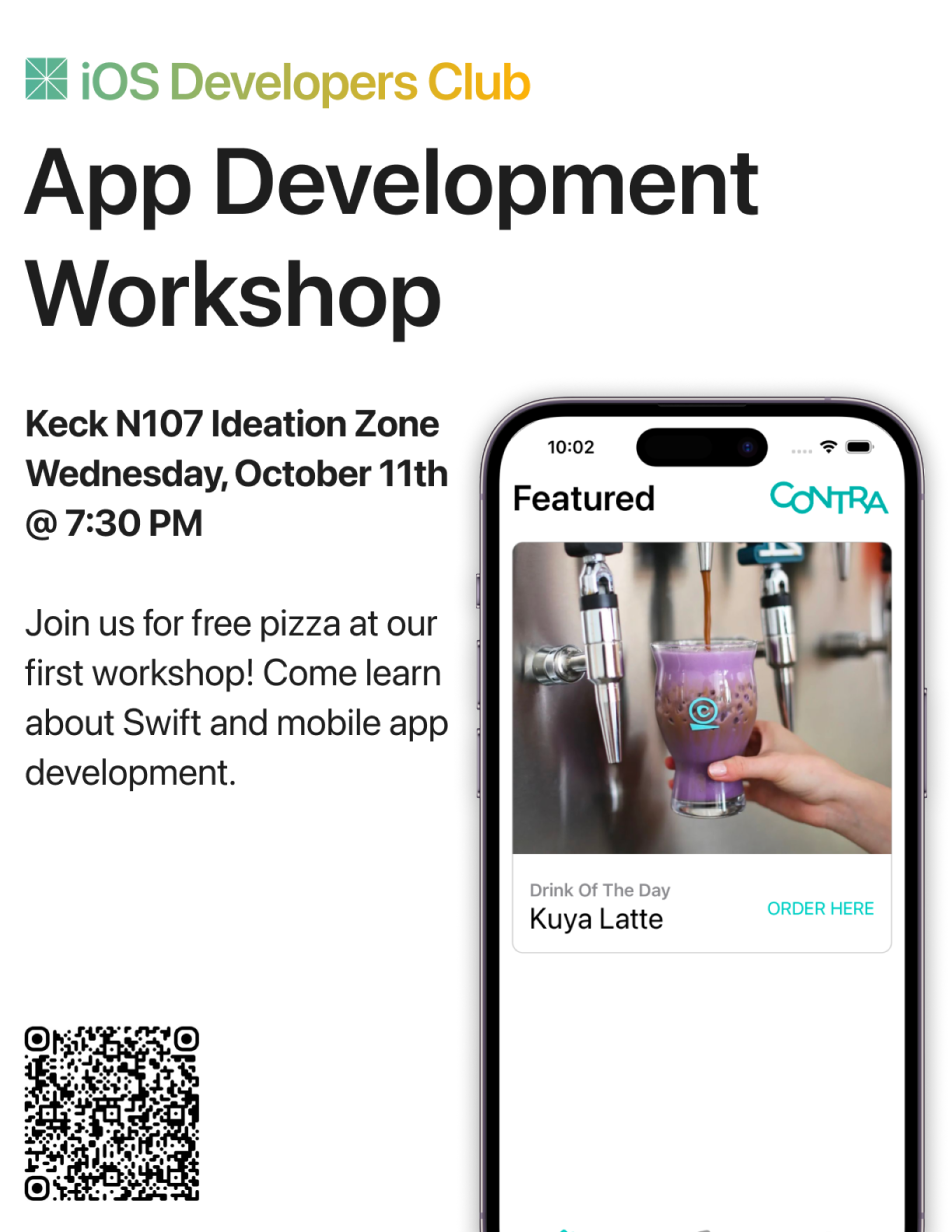 iOS Developers Club
App Development
Workshop
Keck N107 Ideation Zone
Wednesday, October 11th
@ 7:30 PM
Join us for free pizza at our
first workshop! Come learn
about Swift and mobile app
development.
10:02
Featured
CONTRA
Drink Of The Day
Kuya Latte
ORDER HERE